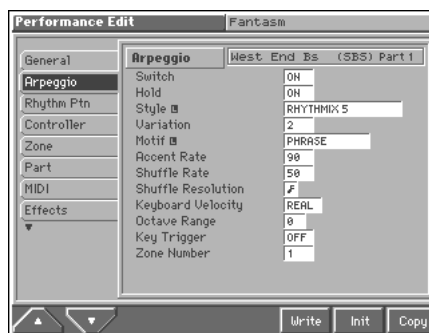 Performance Edit Fantasm
General
Arpeggio
Rhythm Ptn
Controller
Zone
Part
MIDI
Effects
Arpeggio West End Bs (SBS) Part 1
Switch ON
Hold ON
Style RHYTHMIX 5
Variation 2
Motif PHRASE
Accent Rate 90
Shuffle Rate 50
Shuffle Resolution
Keyboard Velocity REAL
Octave Range 0
Key Trigger OFF
Zone Number 1
Write Init Copy